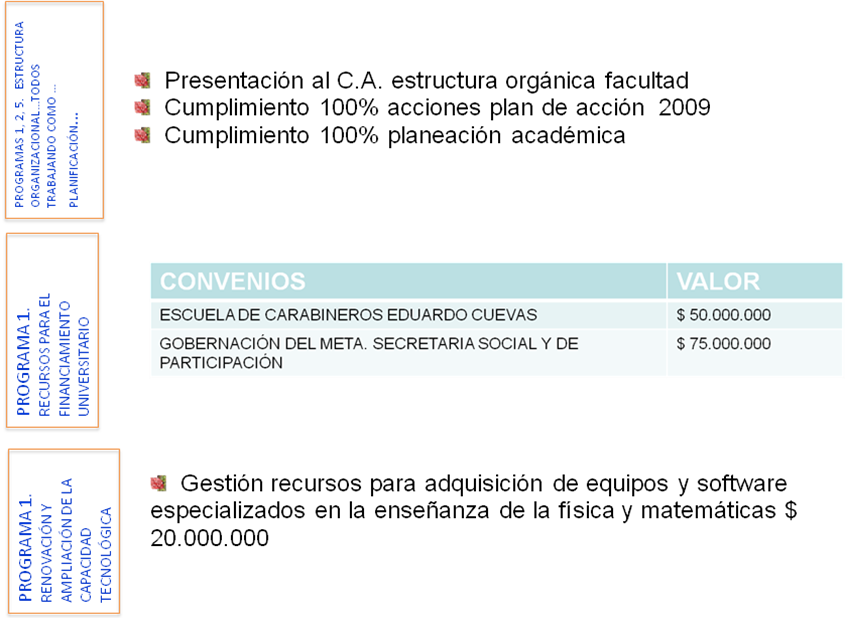 PROGRAMAS 1, 2, 5. ESTRUCTURA
ORGANIZACIONAL...TODOS
TRABAJANDO COMO ...
PLANIFICACIÓN...
Presentación al C.A. estructura orgánica facultad
Cumplimiento 100% acciones plan de acción 2009
Cumplimiento 100% planeación académica
PROGRAMA 1.
RECURSOS PARA EL
FINANCIAMIENTO
UNIVERSITARIO
CONVENIOS VALOR
ESCUELA DE CARABINEROS EDUARDO CUEVAS $ 50.000.000
GOBERNACIÓN DEL META. SECRETARIA SOCIAL Y DE $ 75.000.000
PARTICIPACIÓN
PROGRAMA 1.
RENOVACIÓN Y
AMPLIACIÓN DE LA
CAPACIDAD
TECNOLÓGICA
Gestión recursos para adquisición de equipos y software
especializados en la enseñanza de la física y matemáticas $
20.000.000